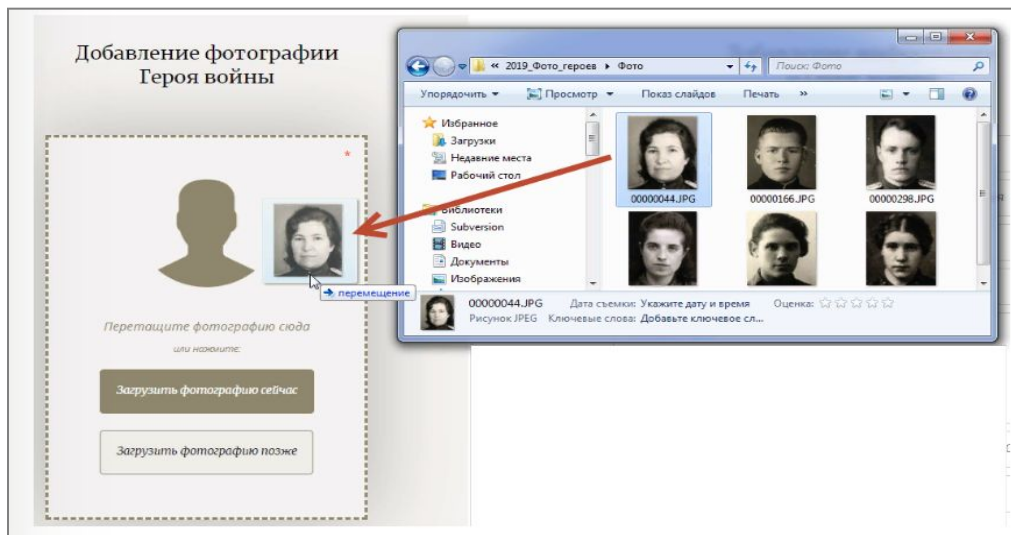 Добавление фотографии
Героя войны
*
Перетащите фотографию сюда
или нажмите:
Загрузить фотографию сейчас
Загрузить фотографию позже
перемещение
« 2019_Фото_героев ▸ Фото
Поиск: Фото
Упорядочить ▾ Просмотр ▾ Показ слайдов Печать »
Избранное
Загрузки
Недавние места
Рабочий стол
Библиотеки
Subversion
Видео
Документы
Изображения
00000044.JPG 00000166.JPG 00000298.JPG
00000044.JPG Дата съемки: Укажите дату и время Оценка: ☆☆☆☆☆
Рисунок JPEG Ключевые слова: Добавьте ключевое сл...